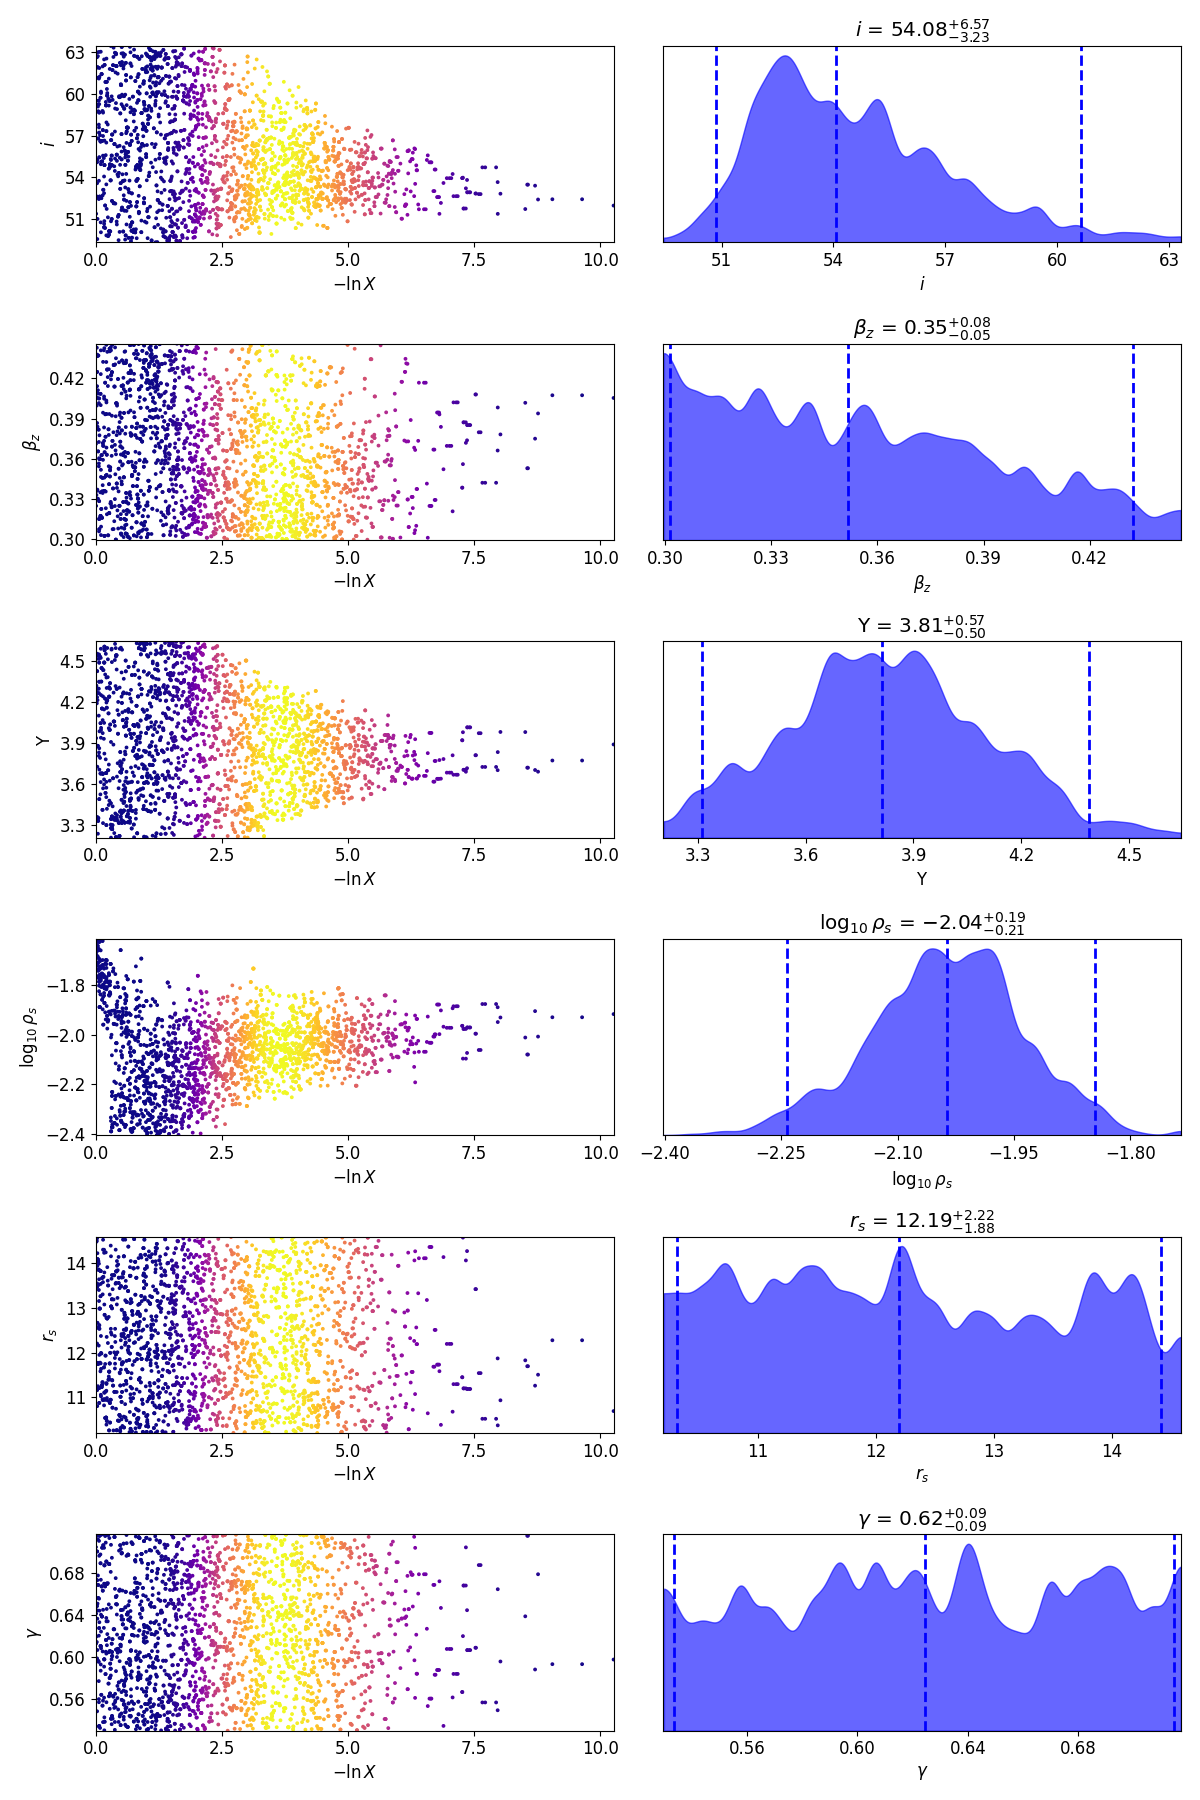 i = 54.08+6.57−3.23
63
60
57
54
51
i
0.0 2.5 5.0 7.5 10.0
−ln X
51 54 57 60 63
i
βz = 0.35+0.08−0.05
0.42
0.39
0.36
0.33
0.30
βz
0.0 2.5 5.0 7.5 10.0
−ln X
0.30 0.33 0.36 0.39 0.42
βz
Y = 3.81+0.57−0.50
4.5
4.2
3.9
3.6
3.3
Y
0.0 2.5 5.0 7.5 10.0
−ln X
3.3 3.6 3.9 4.2 4.5
Y
log10 ρs = −2.04+0.19−0.21
−1.8
−2.0
−2.2
−2.4
log10 ρs
0.0 2.5 5.0 7.5 10.0
−ln X
−2.40 −2.25 −2.10 −1.95 −1.80
log10 ρs
rs = 12.19+2.22−1.88
14
13
12
11
rs
0.0 2.5 5.0 7.5 10.0
−ln X
11 12 13 14
rs
γ = 0.62+0.09−0.09
0.68
0.64
0.60
0.56
γ
0.0 2.5 5.0 7.5 10.0
−ln X
0.56 0.60 0.64 0.68
γ